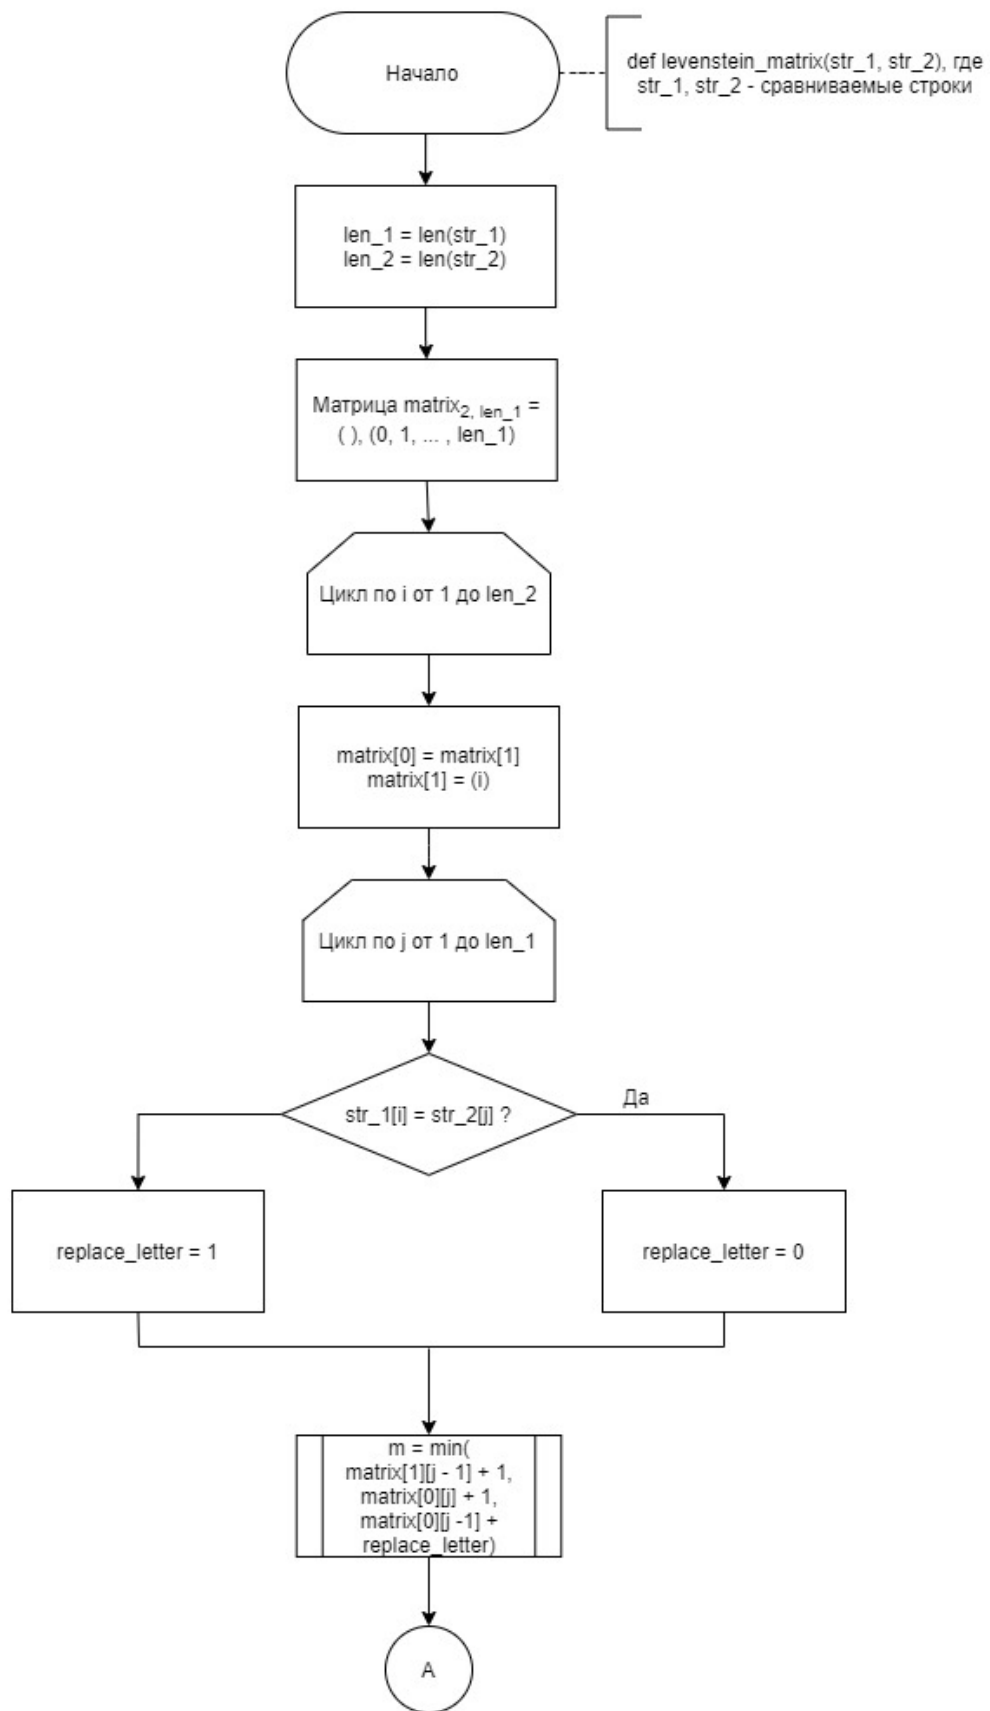 Начало
def levenstein_matrix(str_1, str_2), где
str_1, str_2 - сравниваемые строки
len_1 = len(str_1)
len_2 = len(str_2)
Матрица matrix2, len_1 =
( ), (0, 1, ... , len_1)
Цикл по i от 1 до len_2
matrix[0] = matrix[1]
matrix[1] = (i)
Цикл по j от 1 до len_1
str_1[i] = str_2[j] ?
Да
replace_letter = 1
replace_letter = 0
m = min(
matrix[1][j - 1] + 1,
matrix[0][j] + 1,
matrix[0][j -1] +
replace_letter)
A